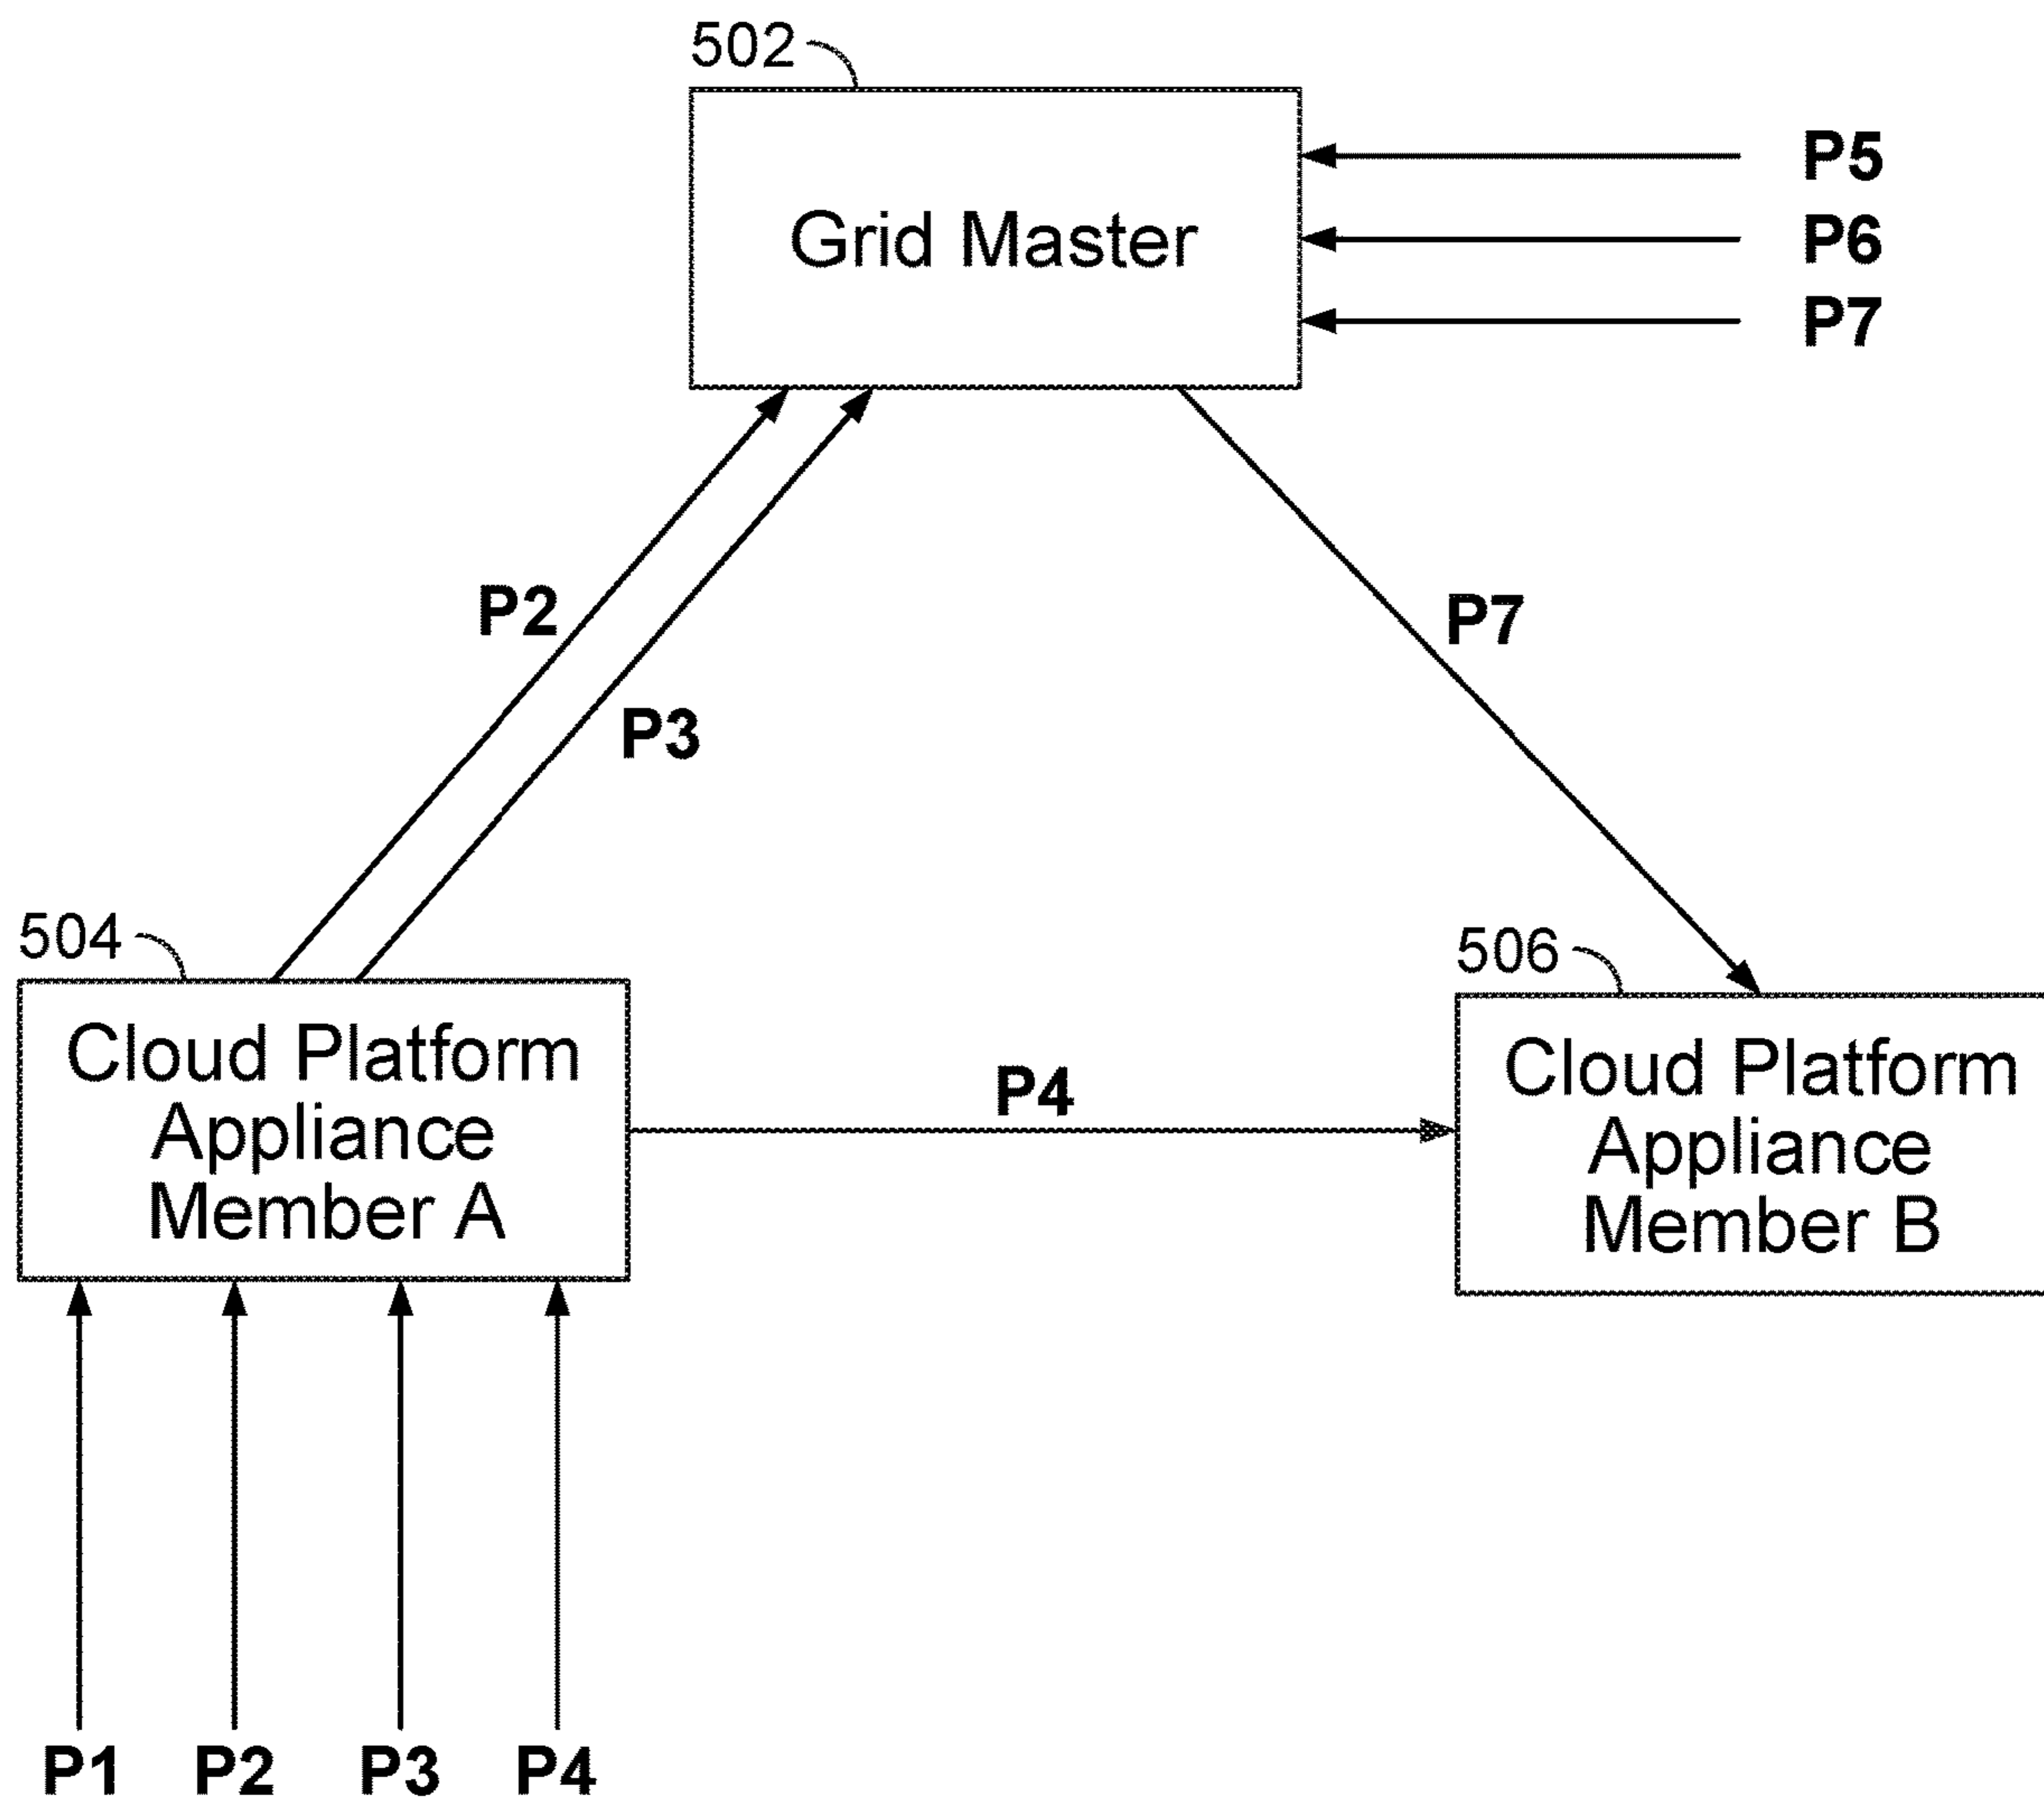 502
Grid Master
P5
P6
P7
P2
P3
P7
504
Cloud Platform
Appliance
Member A
P4
506
Cloud Platform
Appliance
Member B
P1
P2
P3
P4